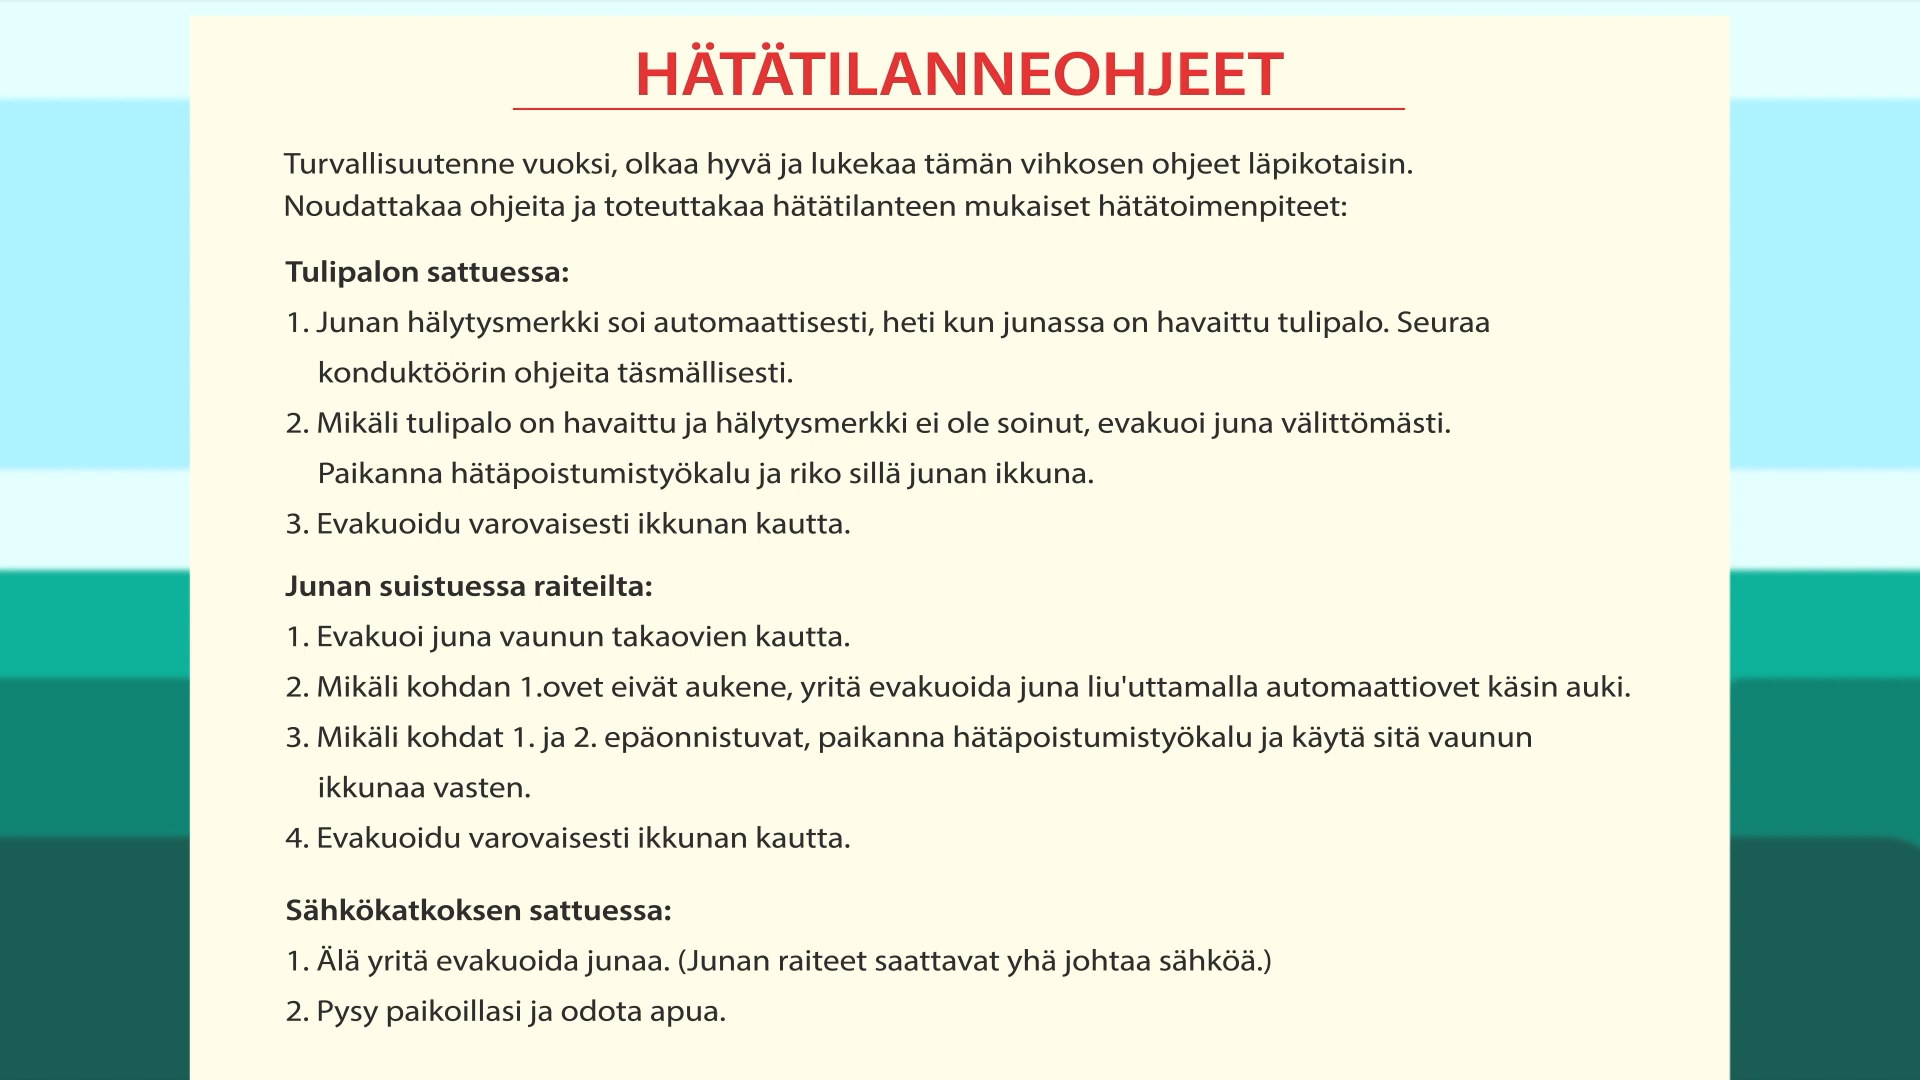 HÄTÄTILANNEOHJEET
Turvallisuutenne vuoksi, olkaa hyvä ja lukekaa tämän vihkosen ohjeet läpikotaisin.
Noudattakaa ohjeita ja toteuttakaa hätätilanteen mukaiset hätätoimenpiteet:
Tulipalon sattuessa:
1. Junan hälytysmerkki soi automaattisesti, heti kun junassa on havaittu tulipalo. Seuraa
konduktöörin ohjeita täsmällisesti.
2. Mikäli tulipalo on havaittu ja hälytysmerkki ei ole soinut, evakuoi juna välittömästi.
Paikanna hätäpoistumistyökalu ja riko sillä junan ikkuna.
3. Evakuoidu varovaisesti ikkunan kautta.
Junan suistuessa raiteilta:
1. Evakuoi juna vaunun takaovien kautta.
2. Mikäli kohdan 1.ovet eivät aukene, yritä evakuoida juna liu'uttamalla automaattiovet käsin auki.
3. Mikäli kohdat 1. ja 2. epäonnistuvat, paikanna hätäpoistumistyökalu ja käytä sitä vaunun
ikkunaa vasten.
4. Evakuoidu varovaisesti ikkunan kautta.
Sähkökatkoksen sattuessa:
1. Älä yritä evakuoida junaa. (Junan raiteet saattavat yhä johtaa sähköä.)
2. Pysy paikoillasi ja odota apua.